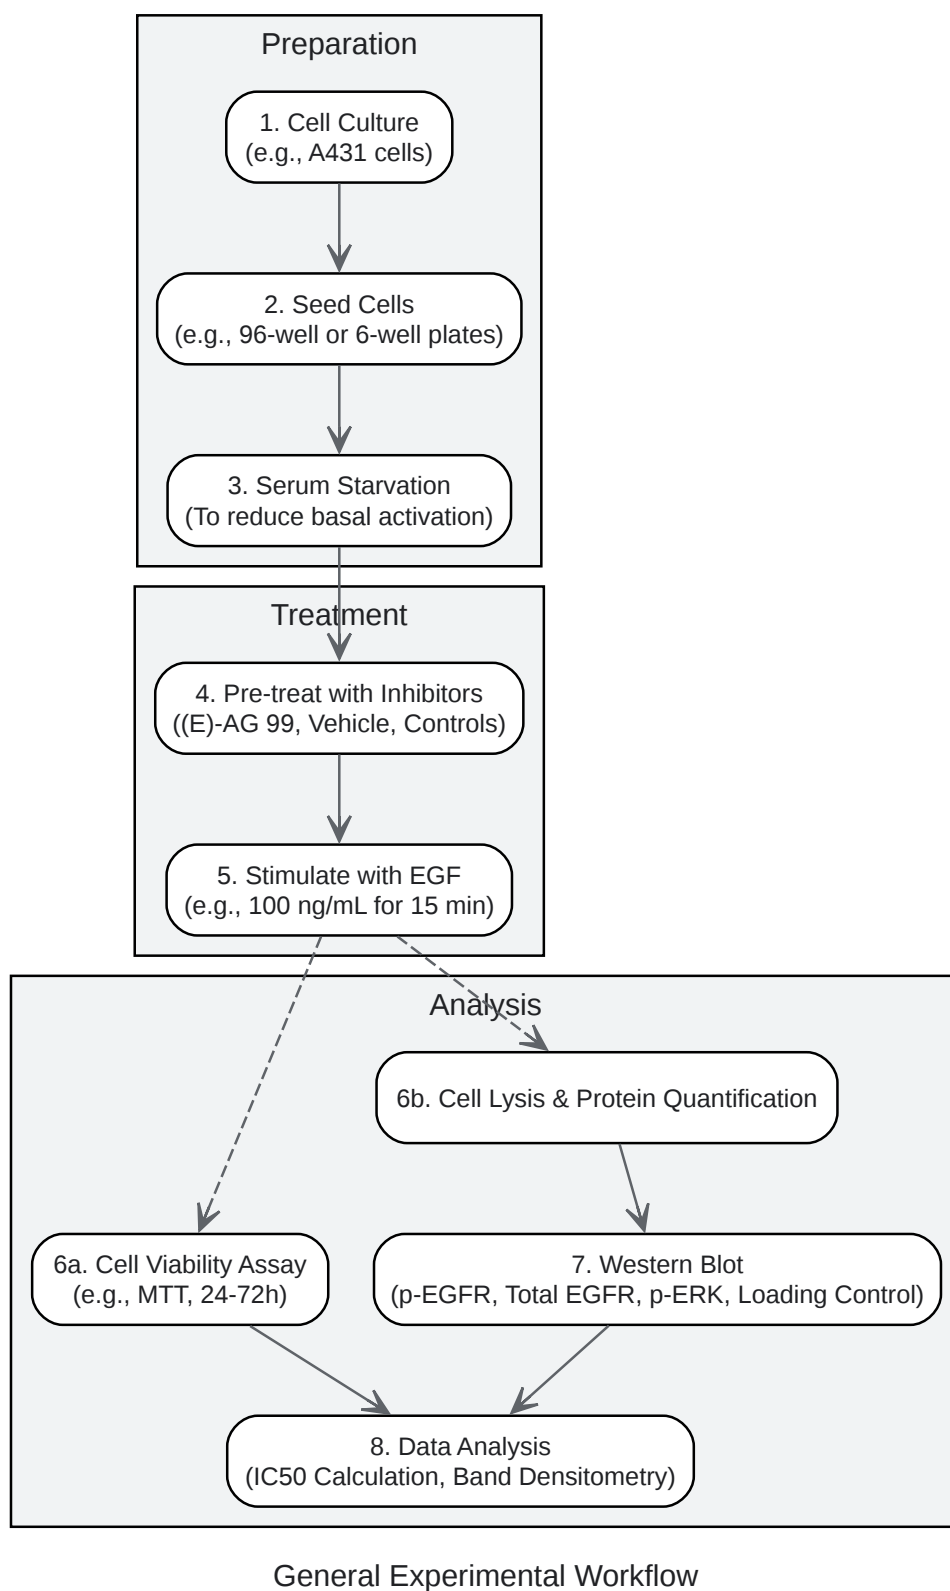 Preparation
1. Cell Culture
(e.g., A431 cells)
2. Seed Cells
(e.g., 96-well or 6-well plates)
3. Serum Starvation
(To reduce basal activation)
Treatment
4. Pre-treat with Inhibitors
((E)-AG 99, Vehicle, Controls)
5. Stimulate with EGF
(e.g., 100 ng/mL for 15 min)
Analysis
6b. Cell Lysis & Protein Quantification
6a. Cell Viability Assay
(e.g., MTT, 24-72h)
7. Western Blot
(p-EGFR, Total EGFR, p-ERK, Loading Control)
8. Data Analysis
(IC50 Calculation, Band Densitometry)
General Experimental Workflow